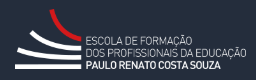 ESCOLA DE FORMAÇÃO
DOS PROFISSIONAIS DA EDUCAÇÃO
PAULO RENATO COSTA SOUZA